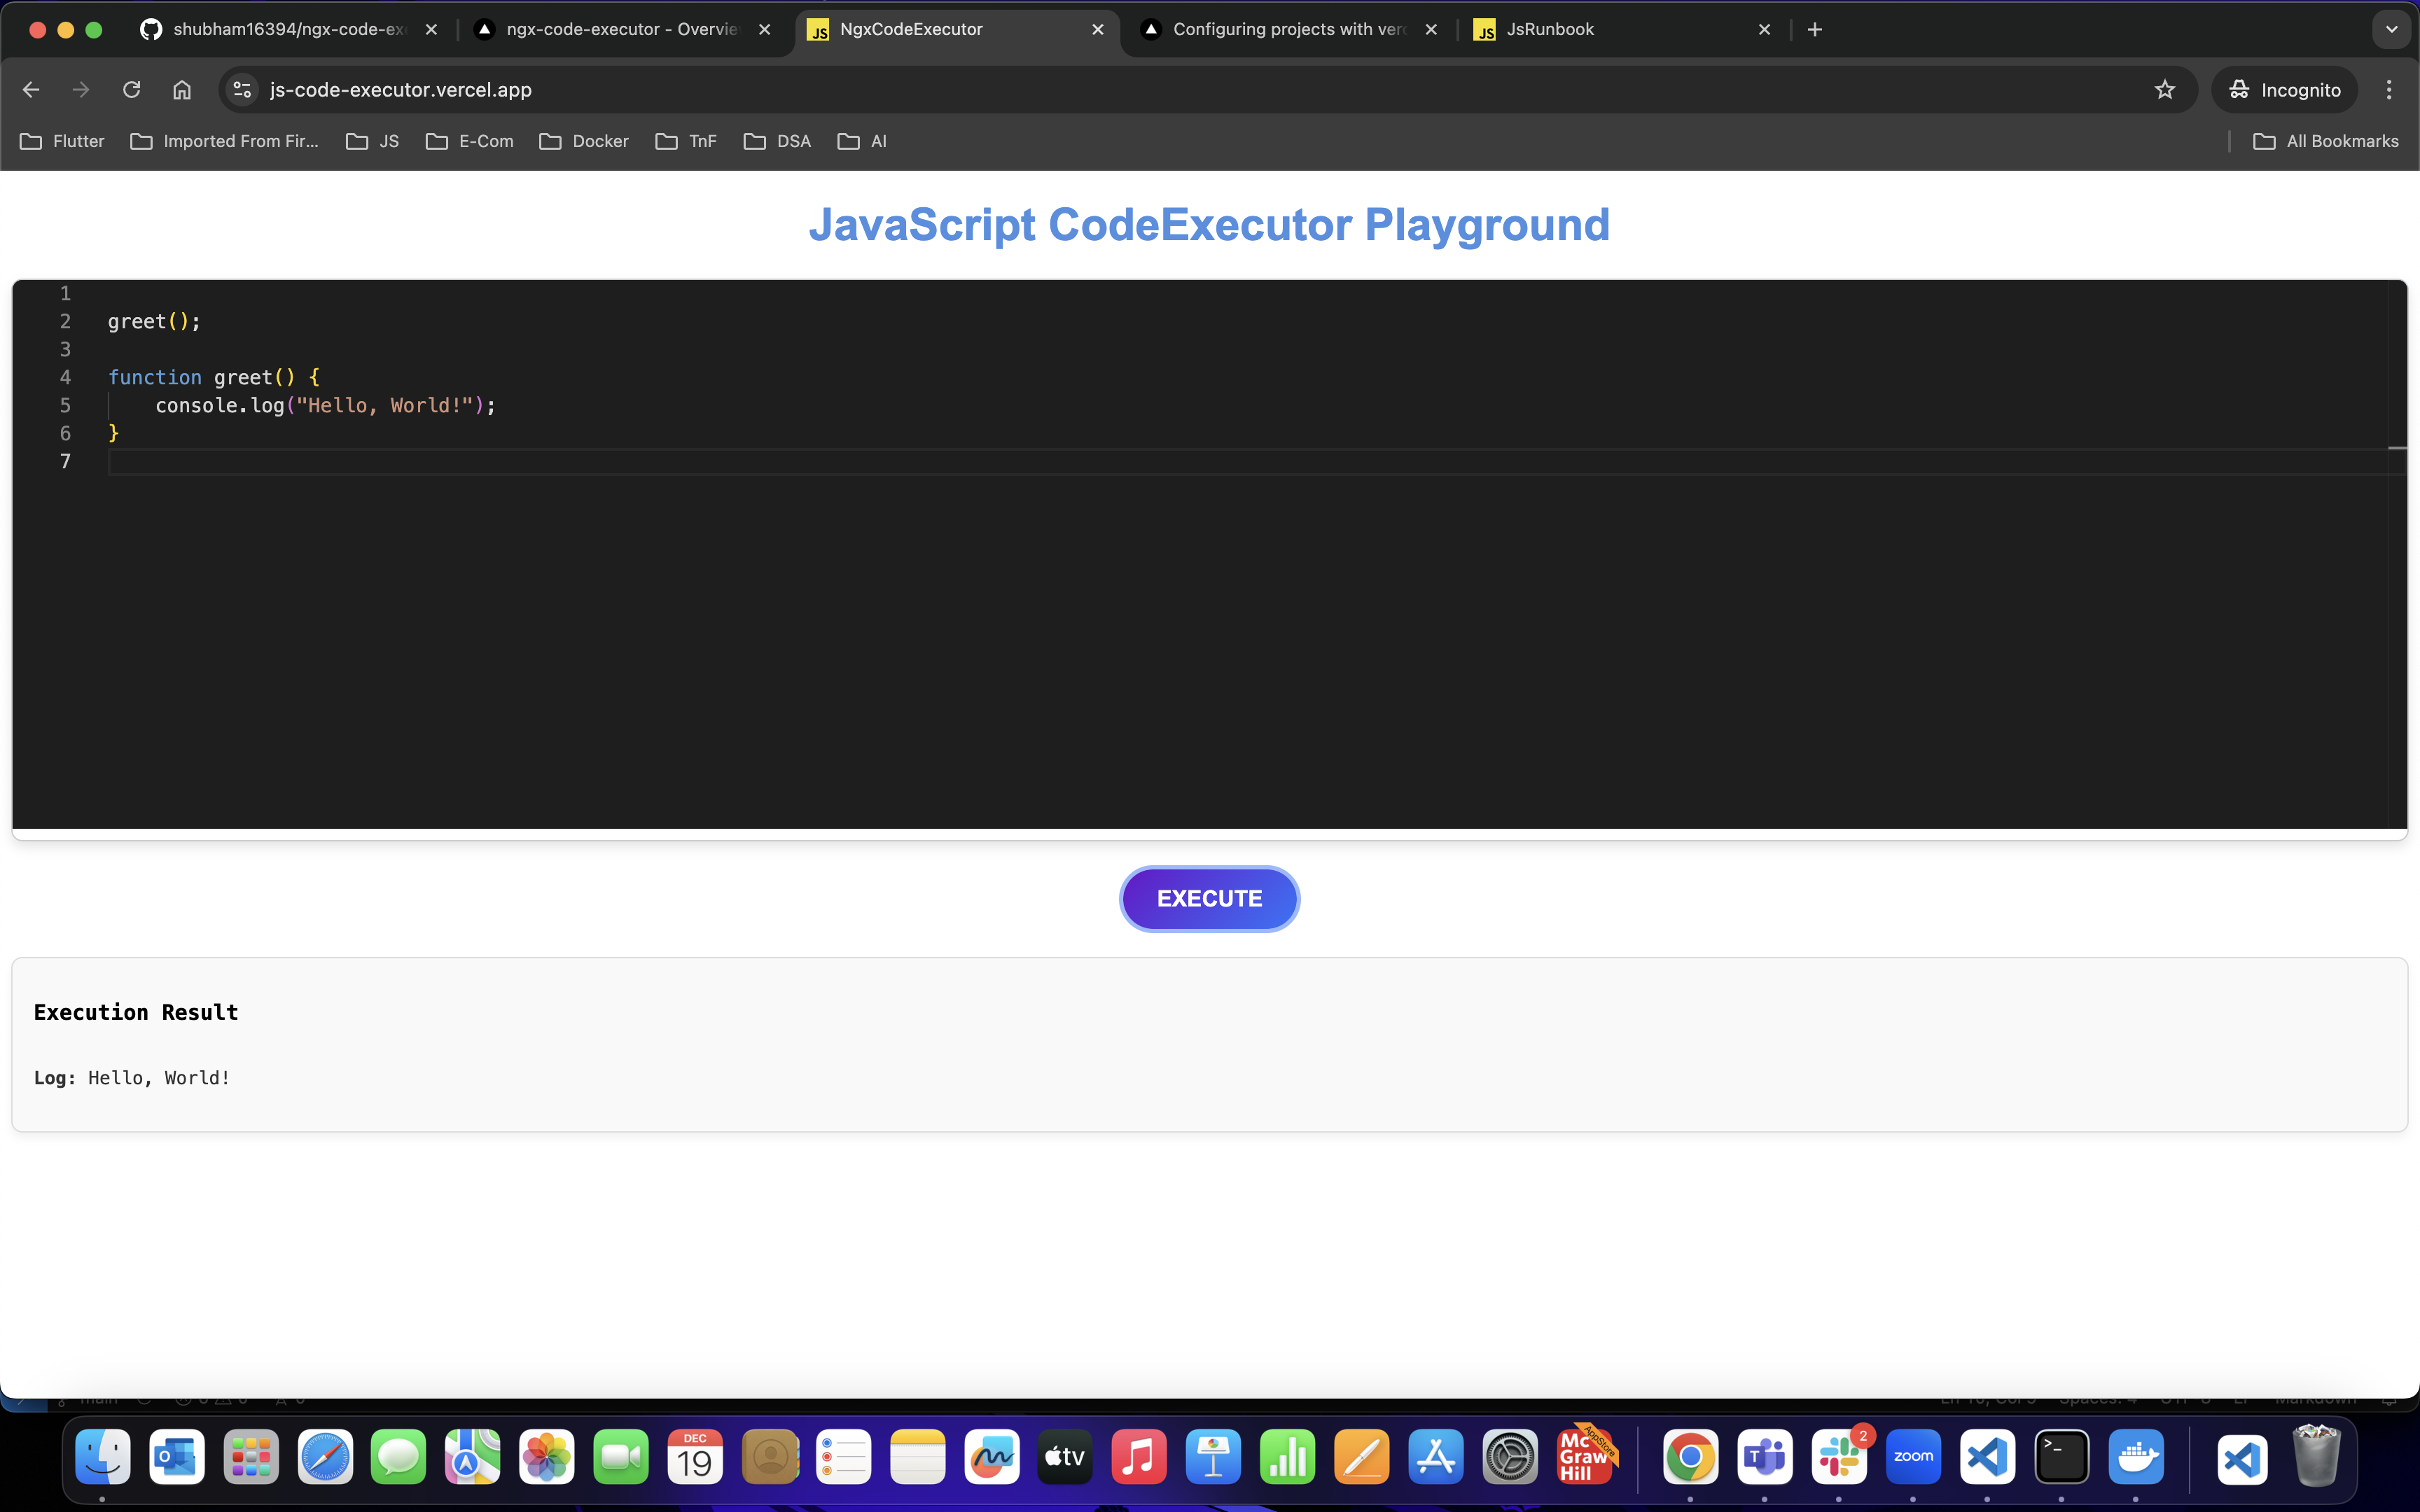 shubham16394/ngx-code-ex
ngx-code-executor - Overvie
JS NgxCodeExecutor
Configuring projects with verc
JS JsRunbook
js-code-executor.vercel.app
Incognito
Flutter
Imported From Fir...
JS
E-Com
Docker
TnF
DSA
AI
All Bookmarks
JavaScript CodeExecutor Playground
1
2 greet();
3
4 function greet() {
5 console.log("Hello, World!");
6 }
7
EXECUTE
Execution Result
Log: Hello, World!
DEC
19
tv
AppStore
Mc
Graw
Hill
2
zoom